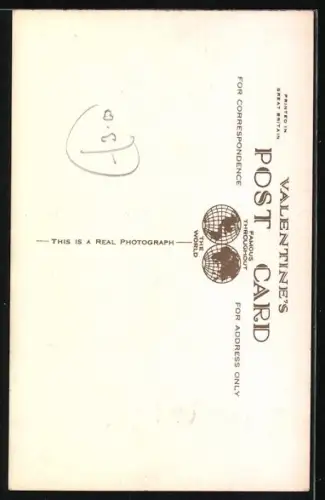 VALENTINE'S
POST CARD
PRINTED IN
GREAT BRITAIN
FOR CORRESPONDENCE
FAMOUS
THROUGHOUT
THE
WORLD
FOR ADDRESS ONLY
THIS IS A REAL PHOTOGRAPH